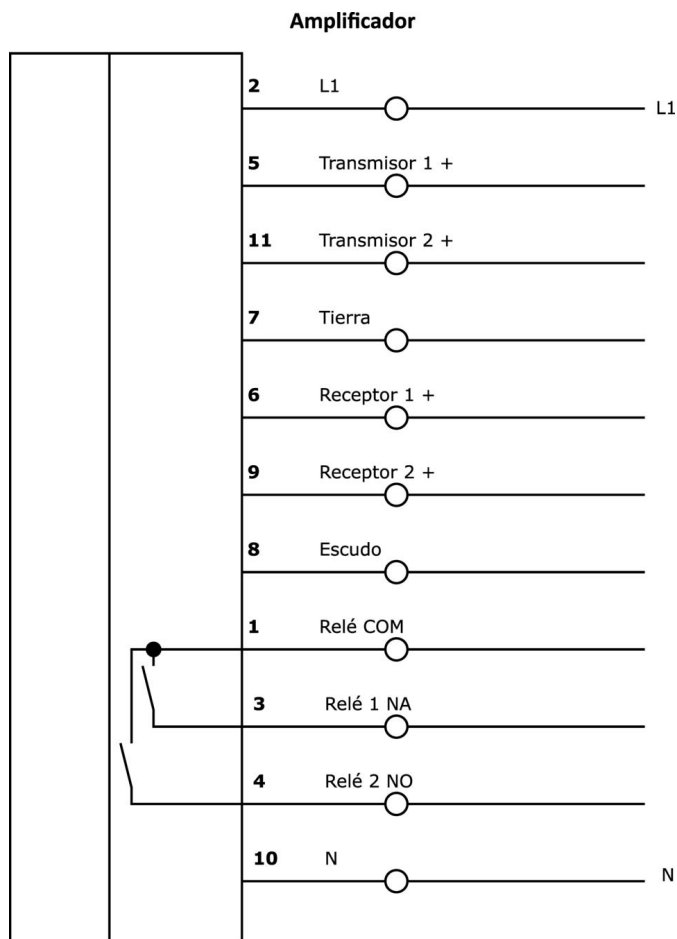 Amplificador
2 L1
L1
5 Transmisor 1 +
11 Transmisor 2 +
7 Tierra
6 Receptor 1 +
9 Receptor 2 +
8 Escudo
1 Relé COM
3 Relé 1 NA
4 Relé 2 NO
10 N
N